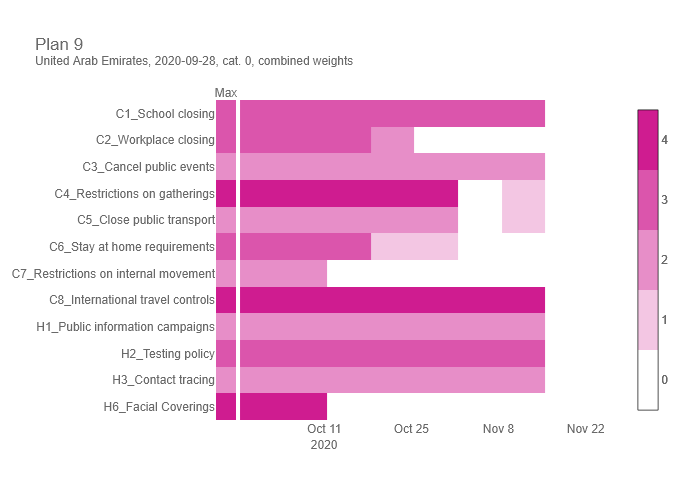 Plan 9
United Arab Emirates, 2020-09-28, cat. 0, combined weights
Max
C1_School closing
C2_Workplace closing
C3_Cancel public events
C4_Restrictions on gatherings
C5_Close public transport
C6_Stay at home requirements
C7_Restrictions on internal movement
C8_International travel controls
H1_Public information campaigns
H2_Testing policy
H3_Contact tracing
H6_Facial Coverings
Oct 11 Oct 25 Nov 8 Nov 22
2020
4
3
2
1
0